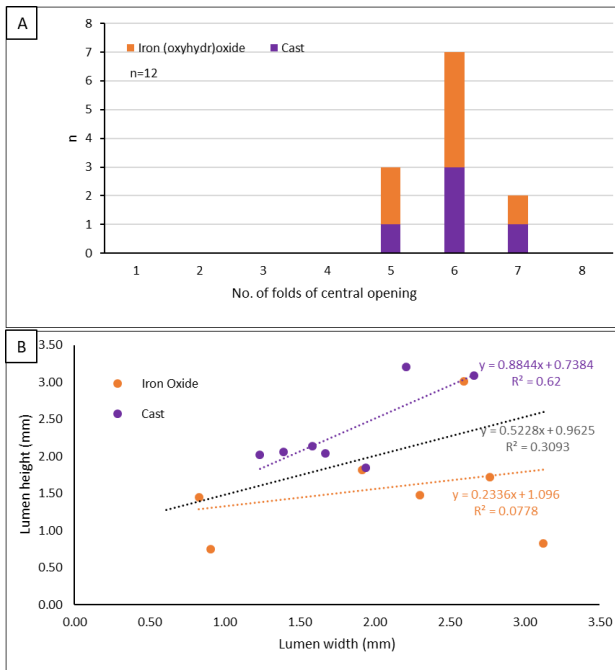 A
8
7
6
5
4
3
2
1
0
n
Iron (oxyhydr)oxide Cast
n=12
1 2 3 4 5 6 7 8
No. of folds of central opening
B
3.50
3.00
2.50
2.00
1.50
1.00
0.50
0.00
Lumen height (mm)
Iron Oxide
Cast
y = 0.8844x + 0.7384
R² = 0.62
y = 0.5228x + 0.9625
R² = 0.3093
y = 0.2336x + 1.096
R² = 0.0778
0.00 0.50 1.00 1.50 2.00 2.50 3.00 3.50
Lumen width (mm)